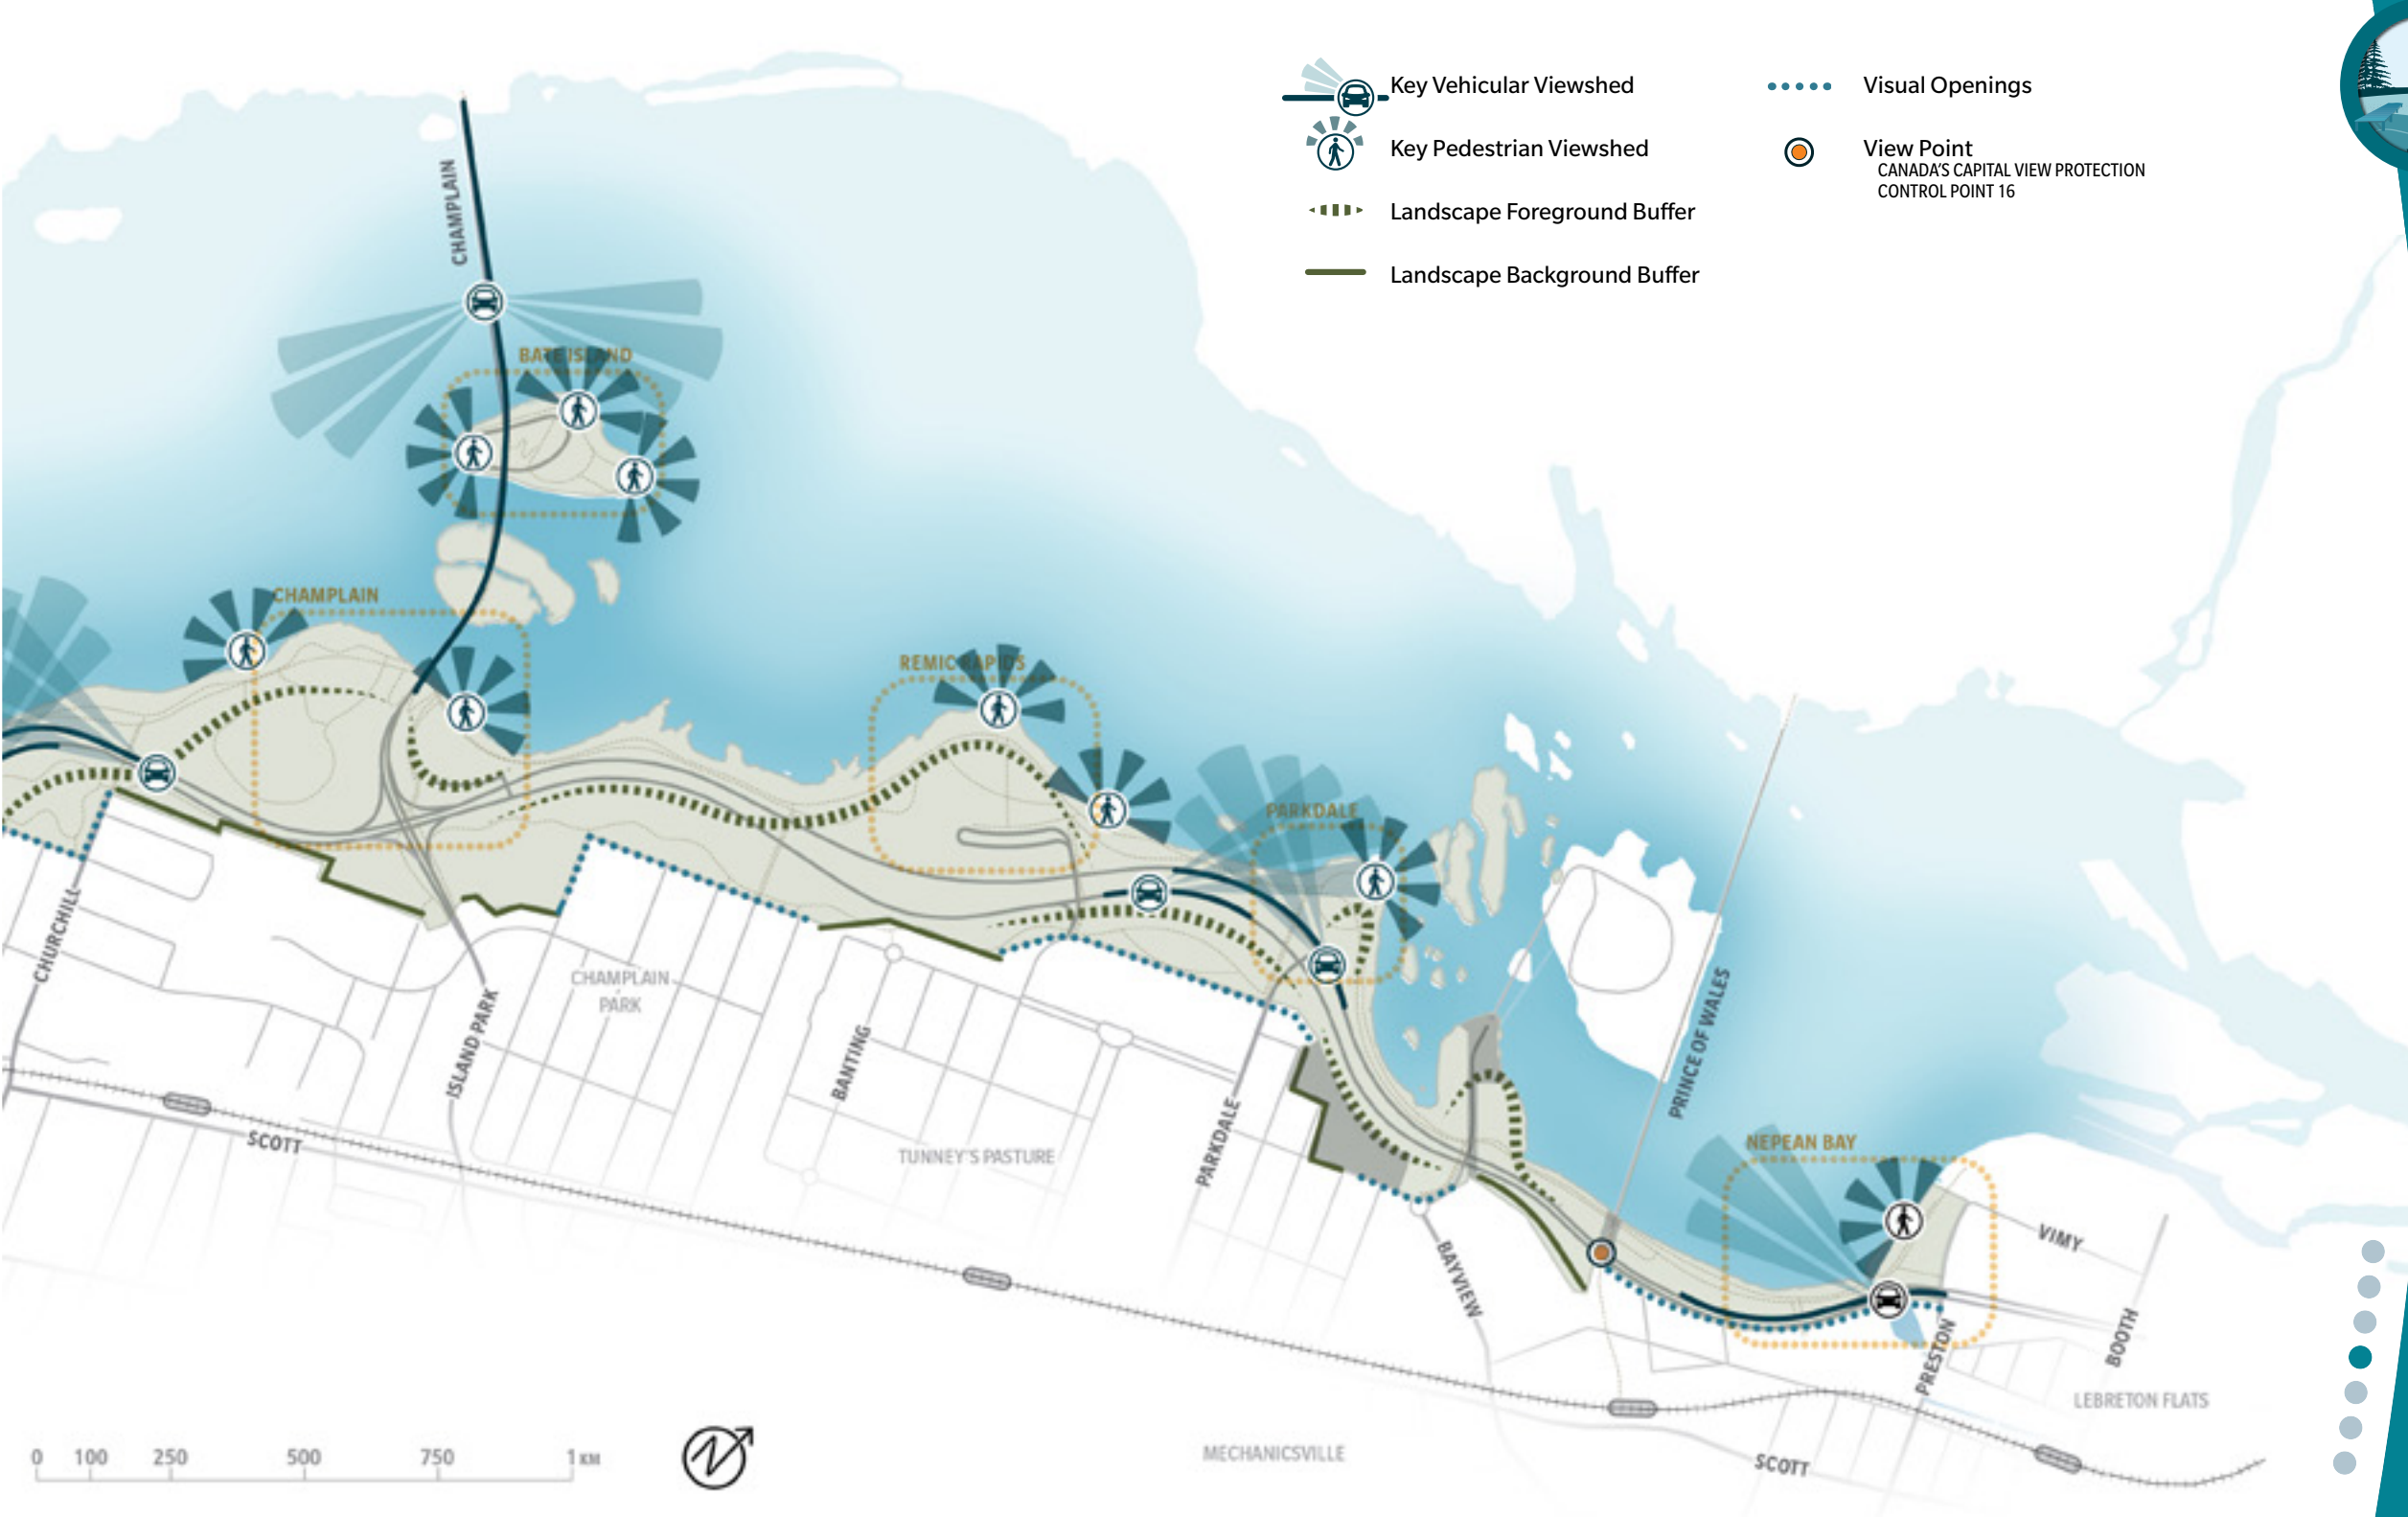 Key Vehicular Viewshed
Key Pedestrian Viewshed
Landscape Foreground Buffer
Landscape Background Buffer
Visual Openings
View Point
CANADA'S CAPITAL VIEW PROTECTION
CONTROL POINT 16
CHAMPLAIN
BATE ISLAND
CHAMPLAIN
REMIC RAPIDS
PARKDALE
CHURCHILL
ISLAND PARK
CHAMPLAIN
PARK
BANTING
PRINCE OF WALES
SCOTT
TUNNEY'S PASTURE
PARKDALE
NEPEAN BAY
BAYVIEW
VIMY
PRESTON
BOOTH
LEBRETON FLATS
MECHANICSVILLE
SCOTT
0 100 250 500 750 1 KM